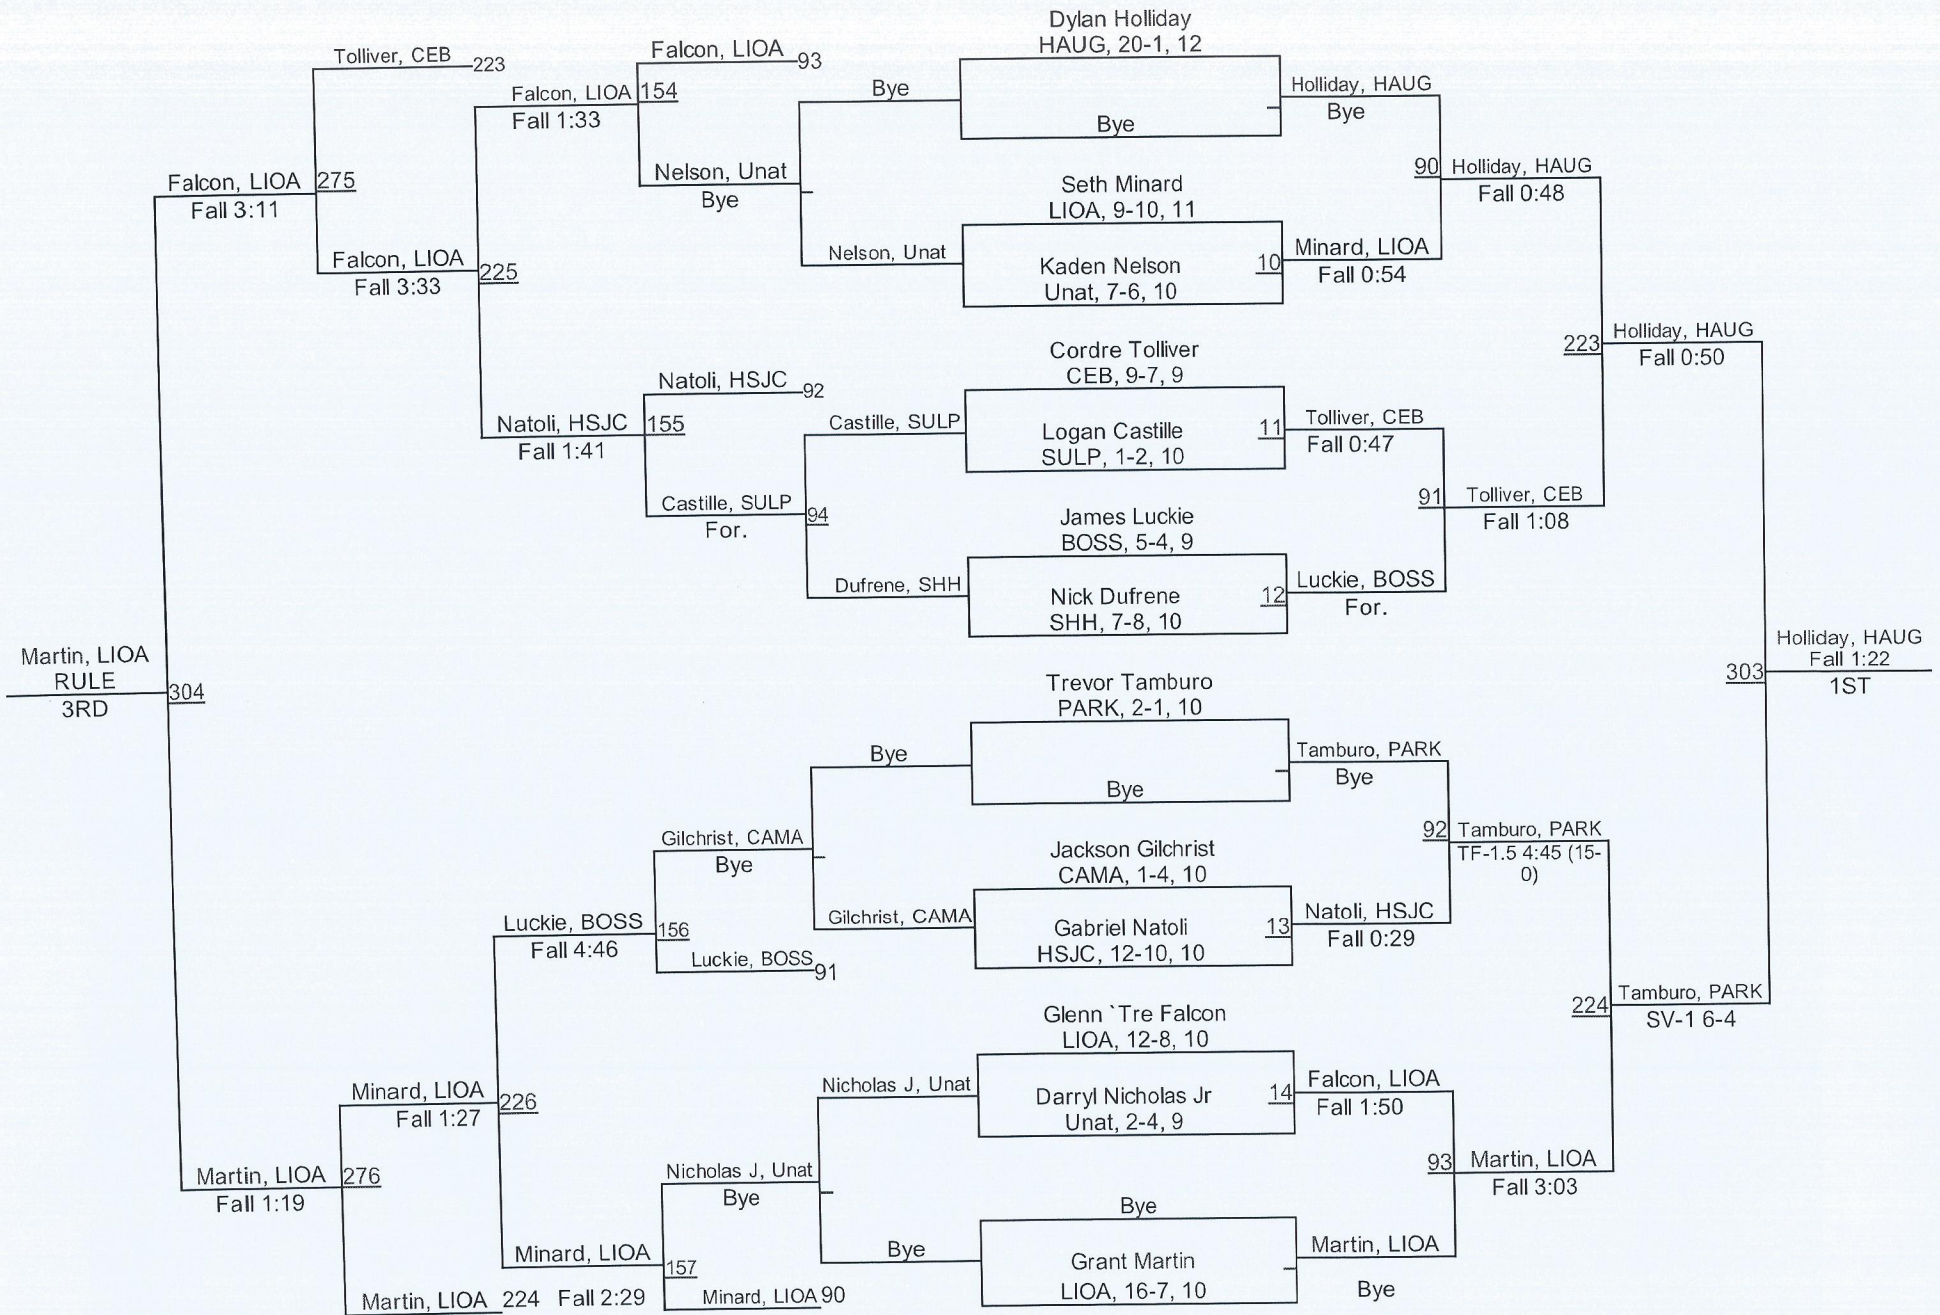 Dylan Holliday
HAUG, 20-1, 12
Bye
Seth Minard
LIOA, 9-10, 11
Kaden Nelson
Unat, 7-6, 10
10
Cordre Tolliver
CEB, 9-7, 9
Logan Castille
SULP, 1-2, 10
11
James Luckie
BOSS, 5-4, 9
Nick Dufrene
SHH, 7-8, 10
12
Trevor Tamburo
PARK, 2-1, 10
Bye
Jackson Gilchrist
CAMA, 1-4, 10
Gabriel Natoli
HSJC, 12-10, 10
13
Glenn `Tre Falcon
LIOA, 12-8, 10
Darryl Nicholas Jr
Unat, 2-4, 9
14
Bye
Grant Martin
LIOA, 16-7, 10
Holliday, HAUG
Bye
90
Minard, LIOA
Fall 0:54
Tolliver, CEB
Fall 0:47
91
Luckie, BOSS
For.
Tamburo, PARK
Bye
92
Natoli, HSJC
Fall 0:29
Falcon, LIOA
Fall 1:50
93
Martin, LIOA
Bye
Holliday, HAUG
Fall 0:48
223
Tolliver, CEB
Fall 1:08
Tamburo, PARK
TF-1.5 4:45 (15-
0)
224
Martin, LIOA
Fall 3:03
Holliday, HAUG
Fall 0:50
303
Tamburo, PARK
SV-1 6-4
Holliday, HAUG
Fall 1:22
1ST
Bye
Nelson, Unat
Castille, SULP
94
Dufrene, SHH
Bye
Gilchrist, CAMA
Nicholas J, Unat
Bye
Falcon, LIOA
93
154
Nelson, Unat
Bye
Natoli, HSJC
92
155
Castille, SULP
For.
Gilchrist, CAMA
Bye
156
Luckie, BOSS
91
Nicholas J, Unat
Bye
157
Minard, LIOA 90
Falcon, LIOA
Fall 1:33
225
Natoli, HSJC
Fall 1:41
Luckie, BOSS
Fall 4:46
226
Minard, LIOA
Fall 2:29
Tolliver, CEB
223
275
Falcon, LIOA
Fall 3:33
Minard, LIOA
Fall 1:27
276
Martin, LIOA 224
Falcon, LIOA
Fall 3:11
304
Martin, LIOA
Fall 1:19
Martin, LIOA
RULE
3RD